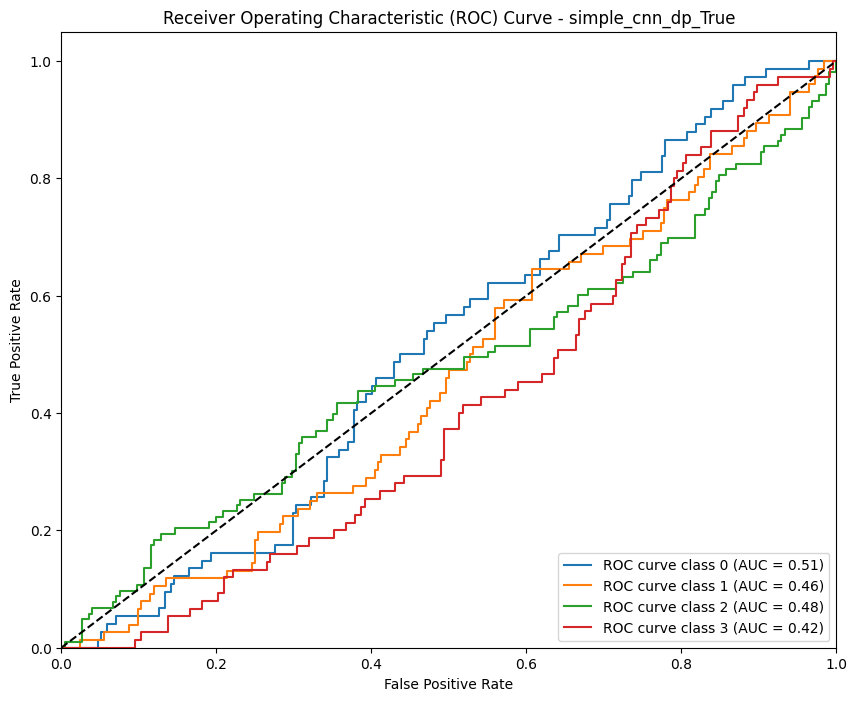 Receiver Operating Characteristic (ROC) Curve - simple_cnn_dp_True
True Positive Rate
1.0
0.8
0.6
0.4
0.2
0.0
ROC curve class 0 (AUC = 0.51)
ROC curve class 1 (AUC = 0.46)
ROC curve class 2 (AUC = 0.48)
ROC curve class 3 (AUC = 0.42)
0.0 0.2 0.4 0.6 0.8 1.0
False Positive Rate